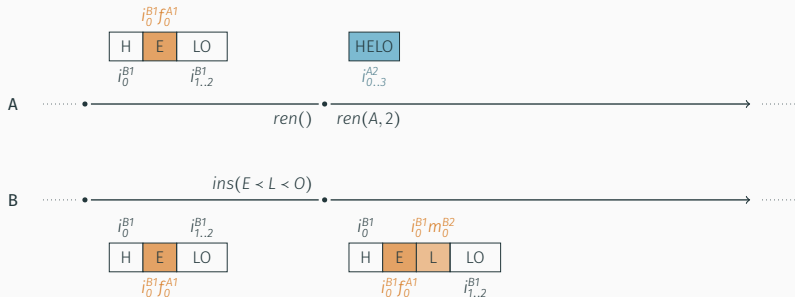 i₀ᴮ¹f₀ᴬ¹
H E LO HELO
i₀ᴮ¹ i₁..₂ᴮ¹ i₀..₃ᴬ²
A
ren() ren(A, 2)
ins(E < L < O)
B
i₀ᴮ¹ i₁..₂ᴮ¹ i₀ᴮ¹ i₀ᴮ¹m₀ᴮ²
H E LO H E L LO
i₀ᴮ¹f₀ᴬ¹ i₀ᴮ¹f₀ᴬ¹ i₁..₂ᴮ¹